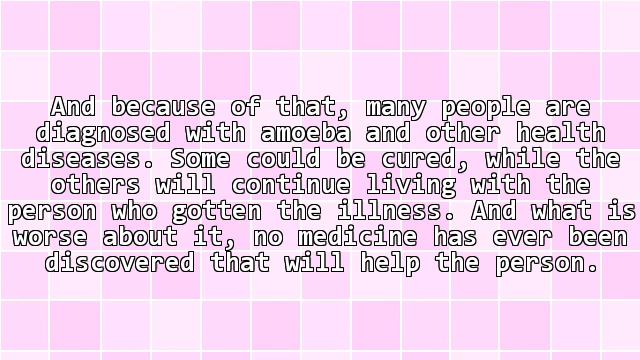 And because of that, many people are
diagnosed with amoeba and other health
diseases. Some could be cured, while the
others will continue living with the
person who gotten the illness. And what is
worse about it, no medicine has ever been
discovered that will help the person.